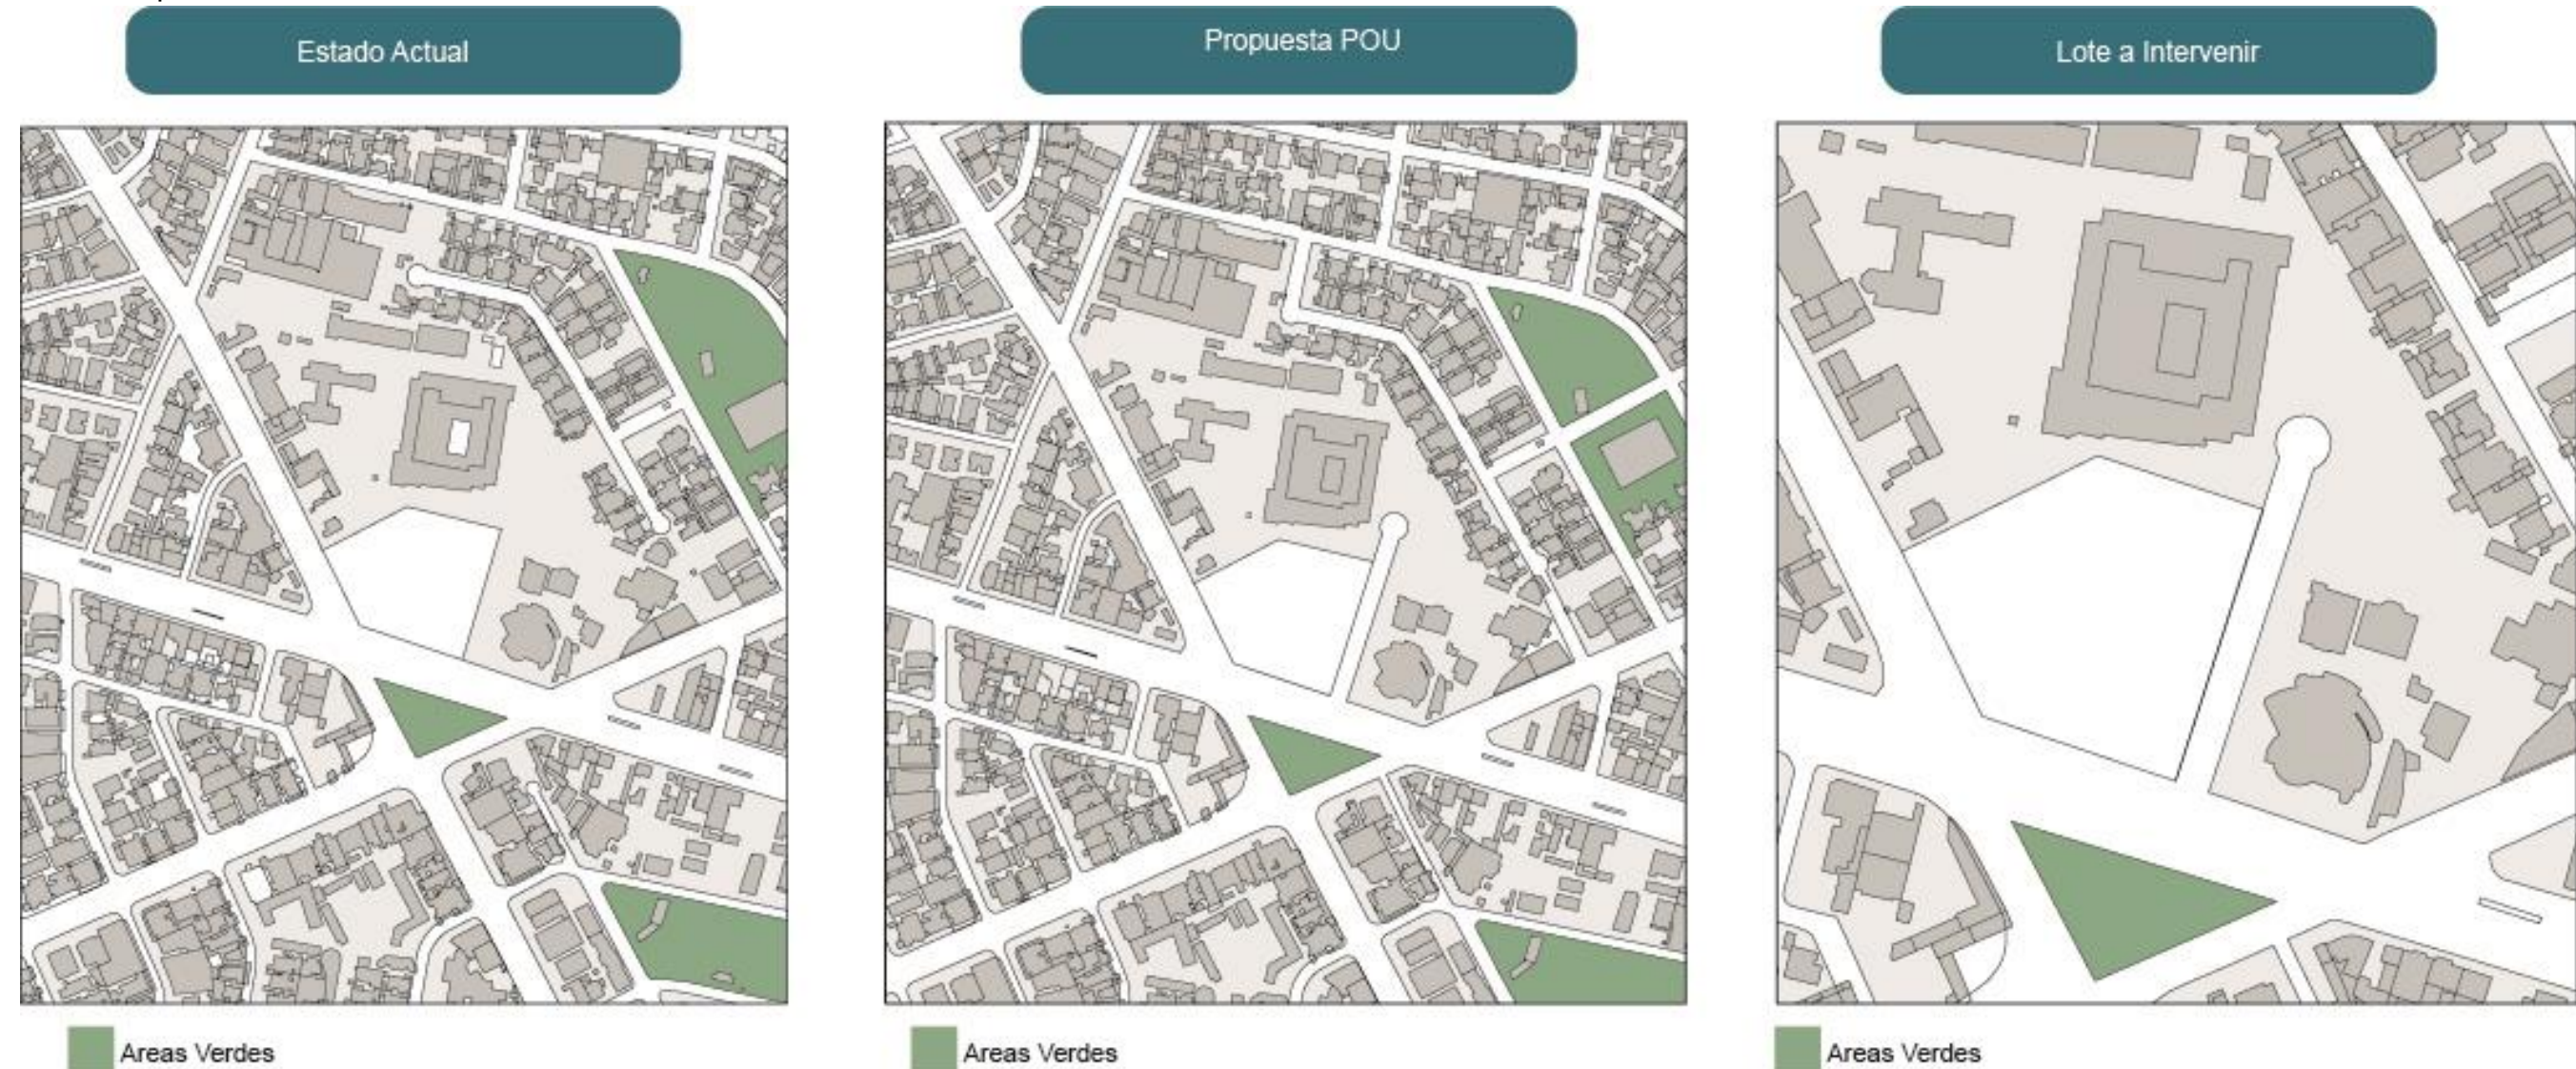 Estado Actual
Propuesta POU
Lote a Intervenir
Areas Verdes
Areas Verdes
Areas Verdes